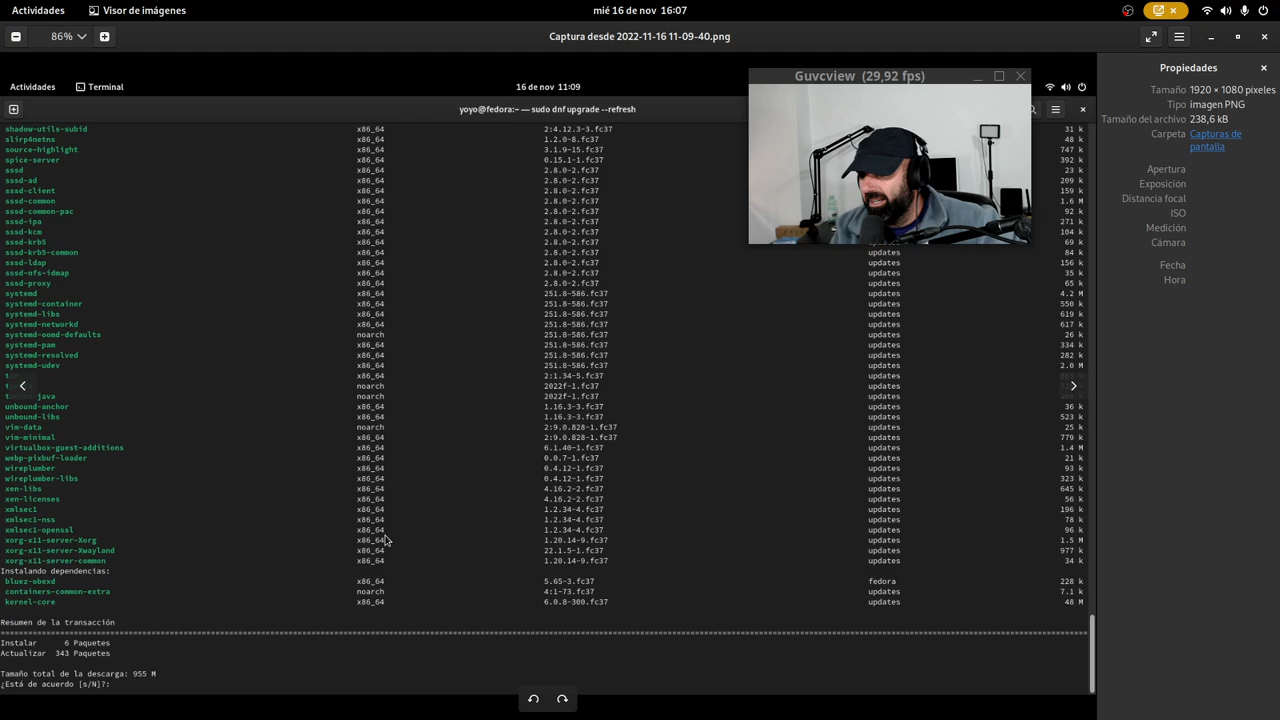 Actividades Visor de imágenes mié 16 de nov 16:07
86% Captura desde 2022-11-16 11-09-40.png
Propiedades
Tamaño 1920 × 1080 píxeles
Tipo imagen PNG
Tamaño del archivo 238,6 kB
Carpeta Capturas de pantalla
Apertura
Exposición
Distancia focal
ISO
Medición
Cámara
Fecha
Hora
Guvcview (29,92 fps)
Actividades Terminal 16 de nov 11:09
yoyo@fedora:~ — sudo dnf upgrade --refresh
shadow-utils-subid x86_64 2:4.12.3-3.fc37 31 k
slirp4netns x86_64 1.2.0-8.fc37 48 k
source-highlight x86_64 3.1.9-15.fc37 747 k
spice-server x86_64 0.15.1-1.fc37 392 k
sssd x86_64 2.8.0-2.fc37 23 k
sssd-ad x86_64 2.8.0-2.fc37 209 k
sssd-client x86_64 2.8.0-2.fc37 159 k
sssd-common x86_64 2.8.0-2.fc37 1.6 M
sssd-common-pac x86_64 2.8.0-2.fc37 92 k
sssd-ipa x86_64 2.8.0-2.fc37 271 k
sssd-kcm x86_64 2.8.0-2.fc37 104 k
sssd-krb5 x86_64 2.8.0-2.fc37 updates 69 k
sssd-krb5-common x86_64 2.8.0-2.fc37 updates 84 k
sssd-ldap x86_64 2.8.0-2.fc37 updates 156 k
sssd-nfs-idmap x86_64 2.8.0-2.fc37 updates 35 k
sssd-proxy x86_64 2.8.0-2.fc37 updates 65 k
systemd x86_64 251.8-586.fc37 updates 4.2 M
systemd-container x86_64 251.8-586.fc37 updates 550 k
systemd-libs x86_64 251.8-586.fc37 updates 619 k
systemd-networkd x86_64 251.8-586.fc37 updates 617 k
systemd-oomd-defaults noarch 251.8-586.fc37 updates 26 k
systemd-pam x86_64 251.8-586.fc37 updates 334 k
systemd-resolved x86_64 251.8-586.fc37 updates 282 k
systemd-udev x86_64 251.8-586.fc37 updates 2.0 M
x86_64 2:1.34-5.fc37 updates
noarch 2022f-1.fc37 updates
noarch 2022f-1.fc37 updates
unbound-anchor x86_64 1.16.3-3.fc37 updates 36 k
unbound-libs x86_64 1.16.3-3.fc37 updates 523 k
vim-data noarch 2:9.0.828-1.fc37 updates 25 k
vim-minimal x86_64 2:9.0.828-1.fc37 updates 779 k
virtualbox-guest-additions x86_64 6.1.40-1.fc37 updates 1.4 M
webp-pixbuf-loader x86_64 0.0.7-1.fc37 updates 21 k
wireplumber x86_64 0.4.12-1.fc37 updates 93 k
wireplumber-libs x86_64 0.4.12-1.fc37 updates 323 k
xen-libs x86_64 4.16.2-2.fc37 updates 645 k
xen-licenses x86_64 4.16.2-2.fc37 updates 56 k
xmlsec1 x86_64 1.2.34-4.fc37 updates 196 k
xmlsec1-nss x86_64 1.2.34-4.fc37 updates 78 k
xmlsec1-openssl x86_64 1.2.34-4.fc37 updates 96 k
xorg-x11-server-Xorg x86_64 1.20.14-9.fc37 updates 1.5 M
xorg-x11-server-Xwayland x86_64 22.1.5-1.fc37 updates 977 k
xorg-x11-server-common x86_64 1.20.14-9.fc37 updates 34 k
Instalando dependencias:
bluez-obexd x86_64 5.65-3.fc37 fedora 228 k
containers-common-extra noarch 4:1-73.fc37 updates 7.1 k
kernel-core x86_64 6.0.8-300.fc37 updates 48 M
Resumen de la transacción
Instalar 6 Paquetes
Actualizar 343 Paquetes
Tamaño total de la descarga: 955 M
¿Está de acuerdo [s/N]?: